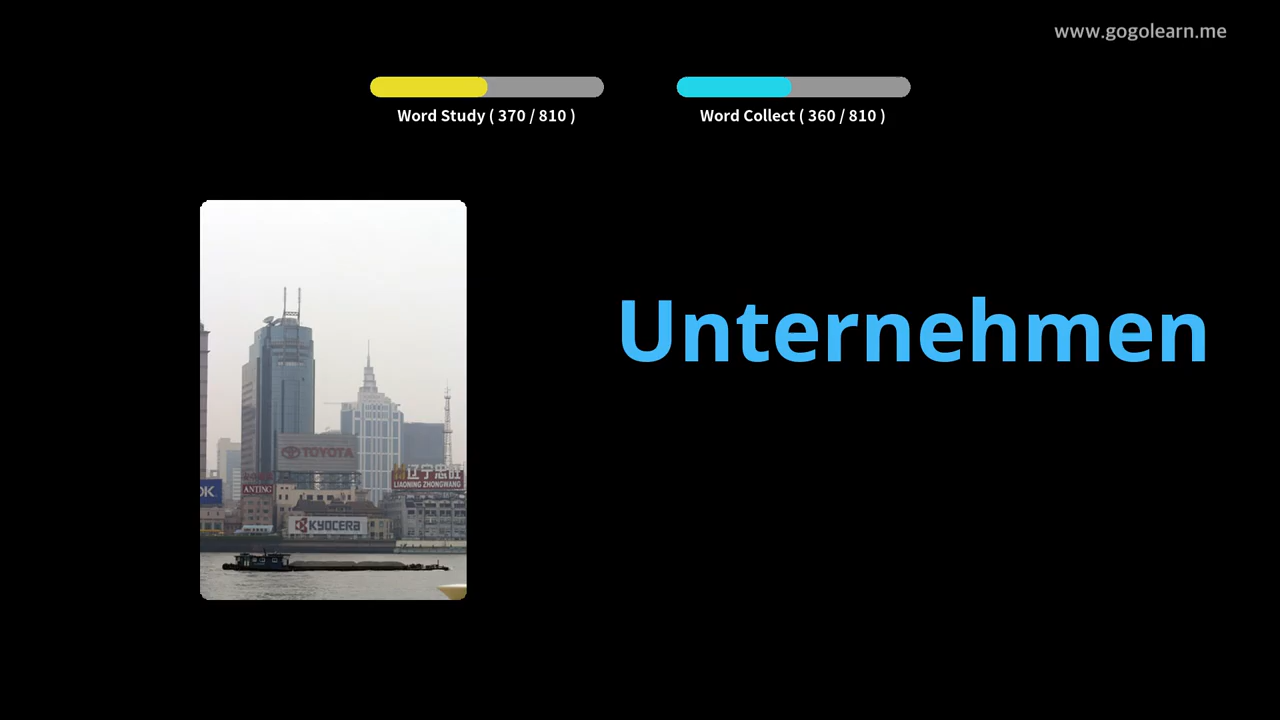 www.gogolearn.me
Word Study ( 370 / 810 )
Word Collect ( 360 / 810 )
Unternehmen
TOYOTA
辽宁忠旺
LIAONING ZHONGWANG
OK
ANTING
KYOCERA